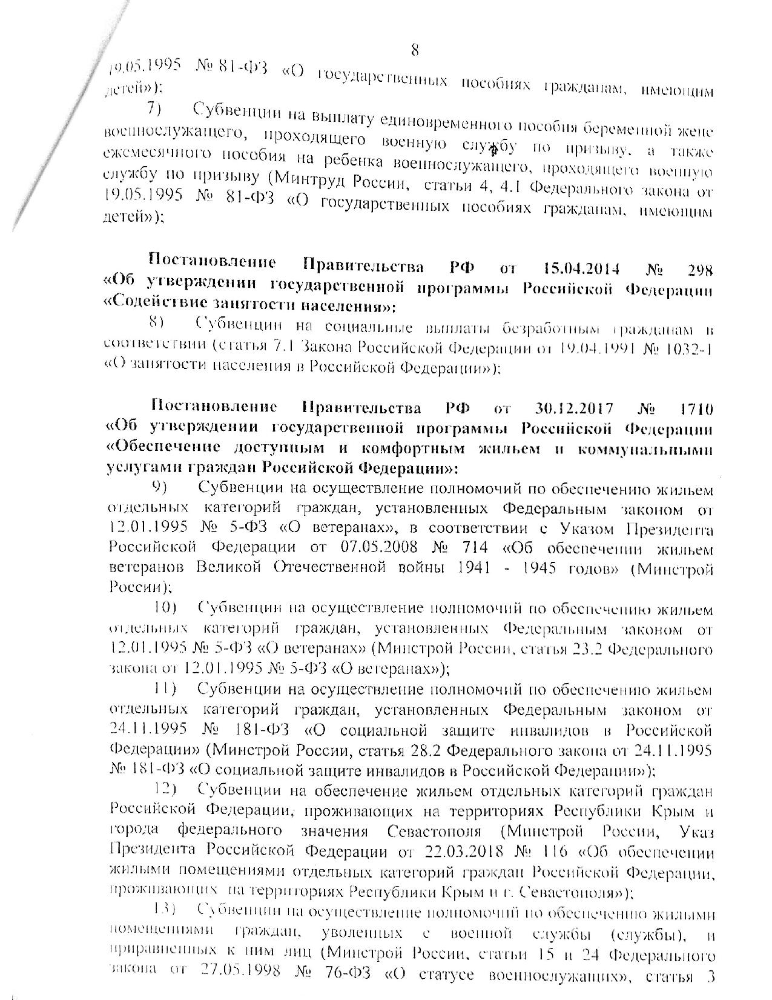 8
19.05.1995 № 81-ФЗ «О государственных пособиях гражданам, имеющим
детей»);
7) Субвенции на выплату единовременного пособия беременной жене
военнослужащего, проходящего военную службу по призыву, а также
ежемесячного пособия на ребенка военнослужащего, проходящего военную
службу по призыву (Минтруд России, статьи 4, 4.1 Федерального закона от
19.05.1995 № 81-ФЗ «О государственных пособиях гражданам, имеющим
детей»);
Постановление Правительства РФ от 15.04.2014 № 298
«Об утверждении государственной программы Российской Федерации
«Содействие занятости населения»:
8) Субвенции на социальные выплаты безработным гражданам в
соответствии (статья 7.1 Закона Российской Федерации от 19.04.1991 № 1032-1
«О занятости населения в Российской Федерации»);
Постановление Правительства РФ от 30.12.2017 № 1710
«Об утверждении государственной программы Российской Федерации
«Обеспечение доступным и комфортным жильем и коммунальными
услугами граждан Российской Федерации»:
9) Субвенции на осуществление полномочий по обеспечению жильем
отдельных категорий граждан, установленных Федеральным законом от
12.01.1995 № 5-ФЗ «О ветеранах», в соответствии с Указом Президента
Российской Федерации от 07.05.2008 № 714 «Об обеспечении жильем
ветеранов Великой Отечественной войны 1941 - 1945 годов» (Минстрой
России);
10) Субвенции на осуществление полномочий по обеспечению жильем
отдельных категорий граждан, установленных Федеральным законом от
12.01.1995 № 5-ФЗ «О ветеранах» (Минстрой России, статья 23.2 Федерального
закона от 12.01.1995 № 5-ФЗ «О ветеранах»);
11) Субвенции на осуществление полномочий по обеспечению жильем
отдельных категорий граждан, установленных Федеральным законом от
24.11.1995 № 181-ФЗ «О социальной защите инвалидов в Российской
Федерации» (Минстрой России, статья 28.2 Федерального закона от 24.11.1995
№ 181-ФЗ «О социальной защите инвалидов в Российской Федерации»);
12) Субвенции на обеспечение жильем отдельных категорий граждан
Российской Федерации, проживающих на территориях Республики Крым и
города федерального значения Севастополя (Минстрой России, Указ
Президента Российской Федерации от 22.03.2018 № 116 «Об обеспечении
жилыми помещениями отдельных категорий граждан Российской Федерации,
проживающих на территориях Республики Крым и г. Севастополя»);
13) Субвенции на осуществление полномочий по обеспечению жилыми
помещениями граждан, уволенных с военной службы (службы), и
приравненных к ним лиц (Минстрой России, статьи 15 и 24 Федерального
закона от 27.05.1998 № 76-ФЗ «О статусе военнослужащих», статья 3